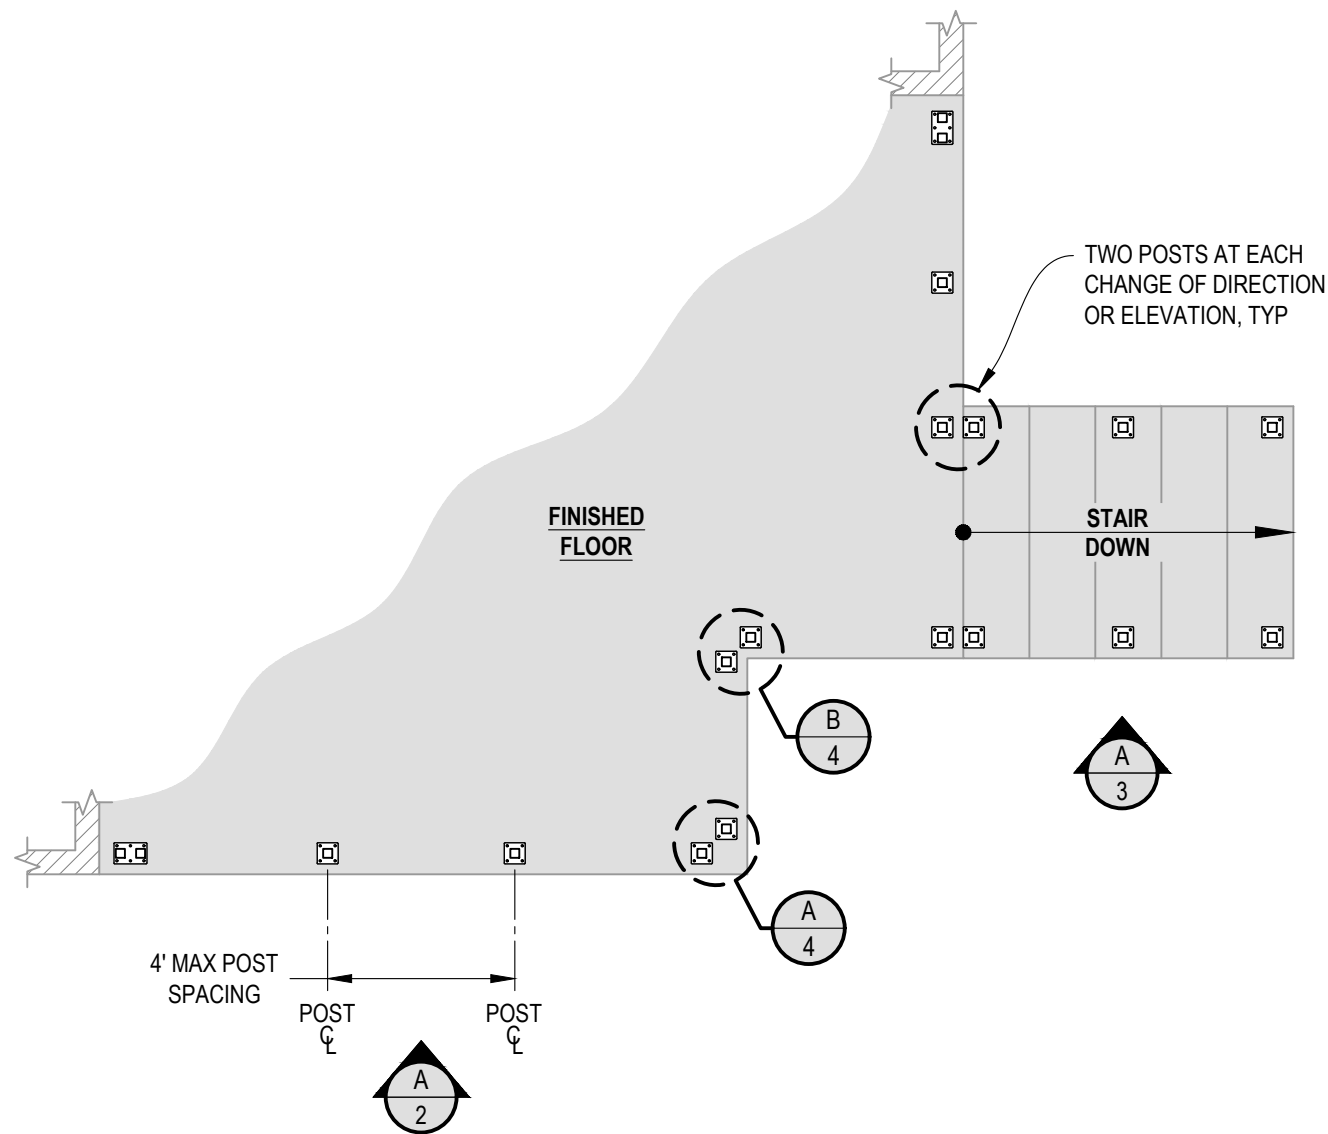 TWO POSTS AT EACH
CHANGE OF DIRECTION
OR ELEVATION, TYP
FINISHED
FLOOR
STAIR
DOWN
B
4
A
3
A
4
4' MAX POST
SPACING
POST
℄
POST
℄
A
2